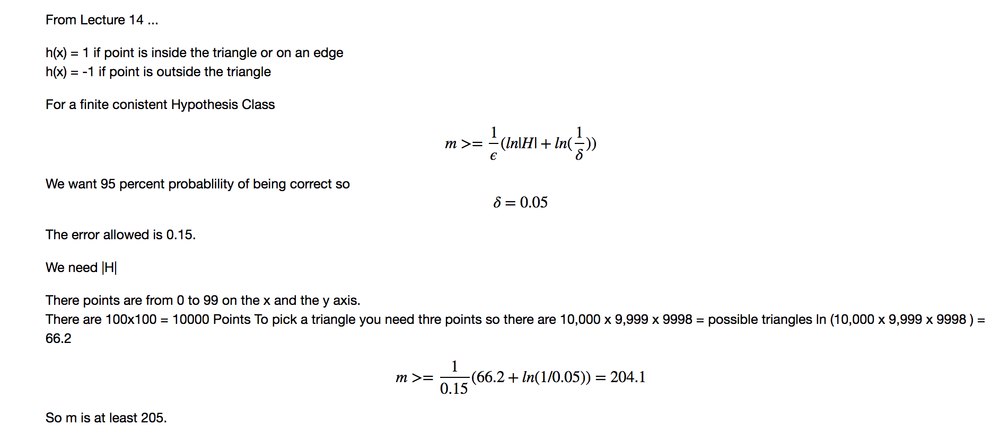 From Lecture 14 ...
h(x) = 1 if point is inside the triangle or on an edge
h(x) = -1 if point is outside the triangle
For a finite conistent Hypothesis Class
m >= \frac{1}{ϵ}(ln|H| + ln(\frac{1}{δ}))
We want 95 percent probablility of being correct so
δ = 0.05
The error allowed is 0.15.
We need |H|
There points are from 0 to 99 on the x and the y axis.
There are 100x100 = 10000 Points To pick a triangle you need thre points so there are 10,000 x 9,999 x 9998 = possible triangles ln (10,000 x 9,999 x 9998 ) =
66.2
m >= \frac{1}{0.15}(66.2 + ln(1/0.05)) = 204.1
So m is at least 205.